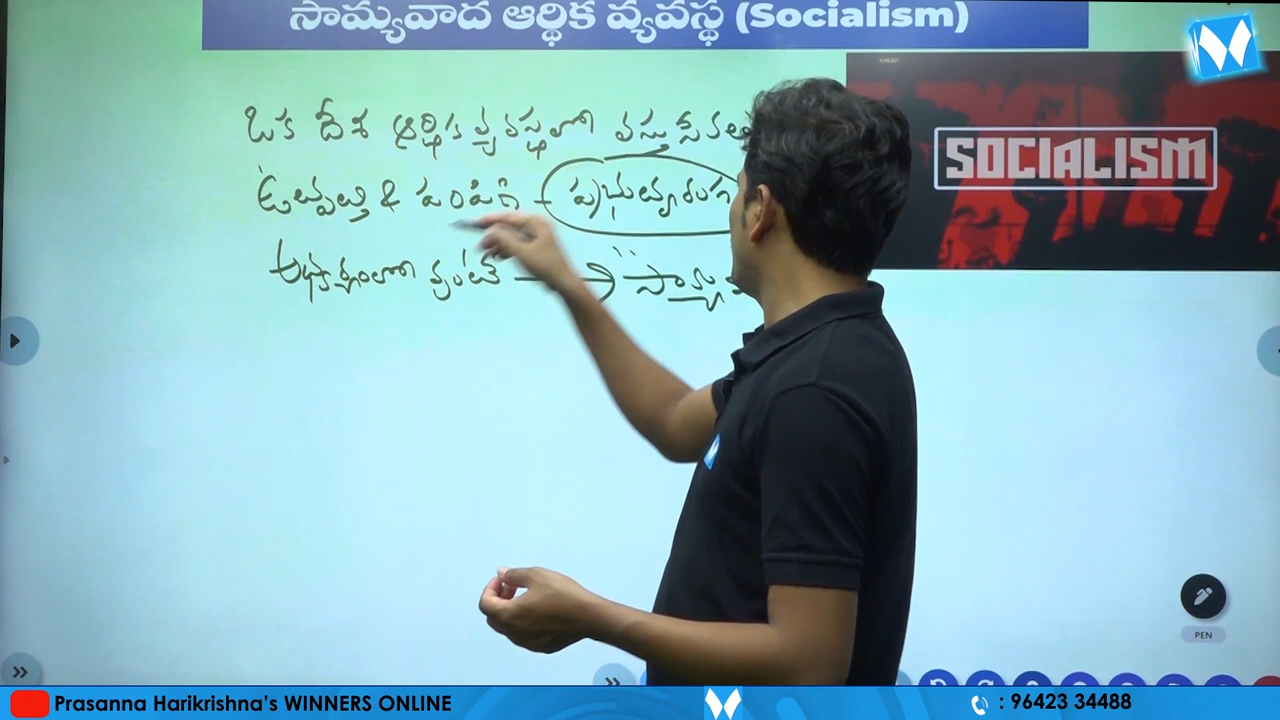 సామ్యవాద ఆర్థిక వ్యవస్థ (Socialism)
SOCIALISM
ఒక దేశ ఆర్థిక వ్యవస్థలో వస్తు సేవల
ఉత్పత్తి & పంపిణీ - ప్రభుత్వరంగ
ఆధ్వర్యంలో వుంటే
PEN
Prasanna Harikrishna's WINNERS ONLINE
: 96423 34488